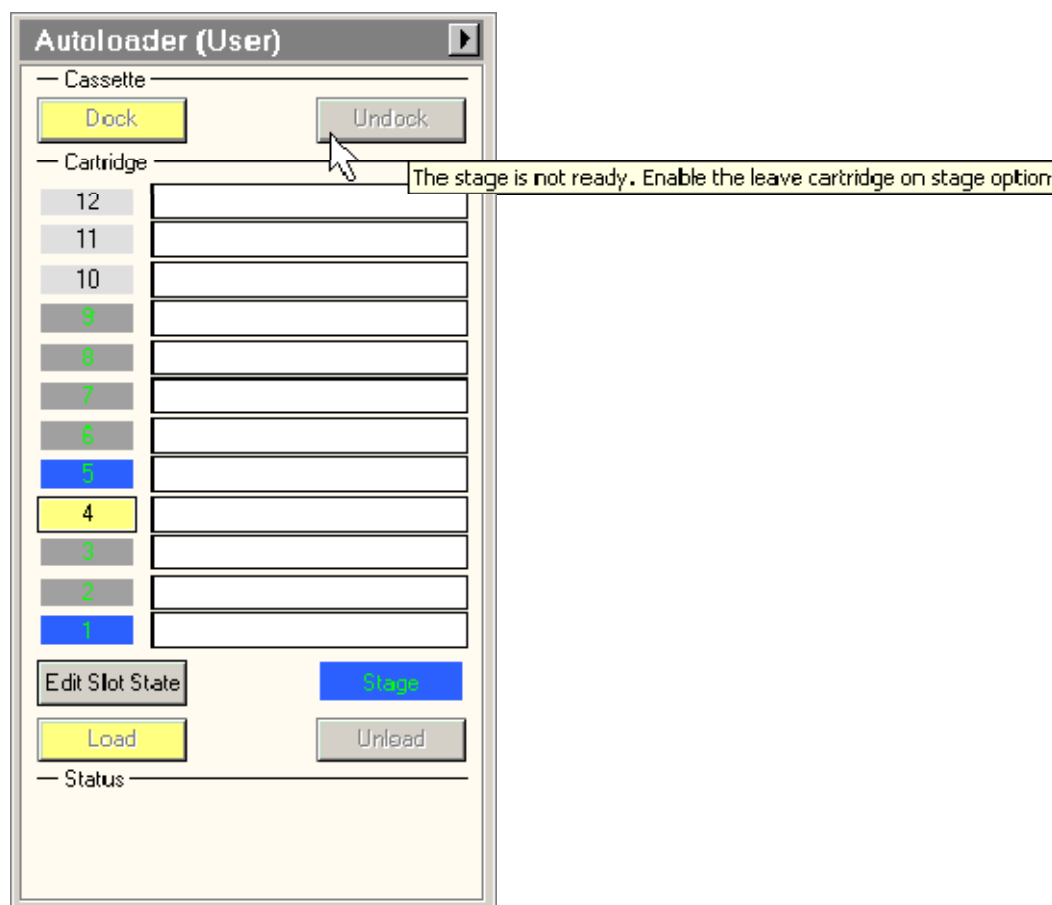 Autoloader (User)
Cassette
Dock Undock
Cartridge
The stage is not ready. Enable the leave cartridge on stage option
12
11
10
9
8
7
6
5
4
3
2
1
Edit Slot State Stage
Load Unload
Status